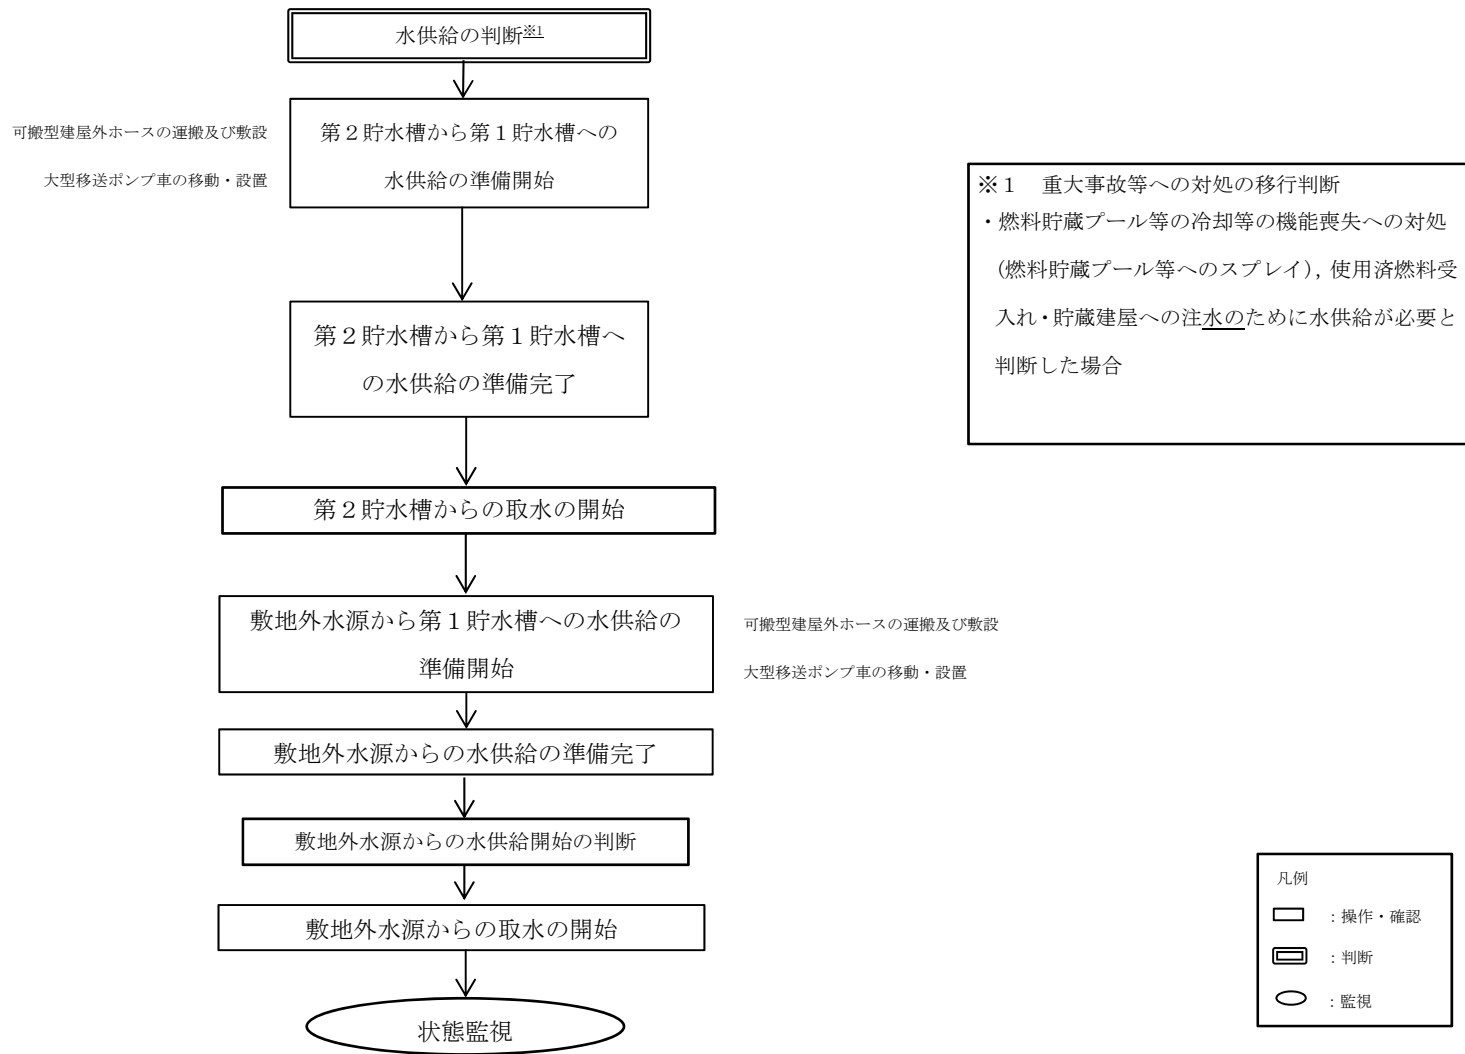 水供給の判断※1
可搬型建屋外ホースの運搬及び敷設
大型移送ポンプ車の移動・設置
第２貯水槽から第１貯水槽への
水供給の準備開始
第２貯水槽から第１貯水槽へ
の水供給の準備完了
第２貯水槽からの取水の開始
敷地外水源から第１貯水槽への水供給の
準備開始
可搬型建屋外ホースの運搬及び敷設
大型移送ポンプ車の移動・設置
敷地外水源からの水供給の準備完了
敷地外水源からの水供給開始の判断
敷地外水源からの取水の開始
状態監視
※１　重大事故等への対処の移行判断
・燃料貯蔵プール等の冷却等の機能喪失への対処
（燃料貯蔵プール等へのスプレイ），使用済燃料受
入れ・貯蔵建屋への注水のために水供給が必要と
判断した場合
凡例
：操作・確認
：判断
：監視